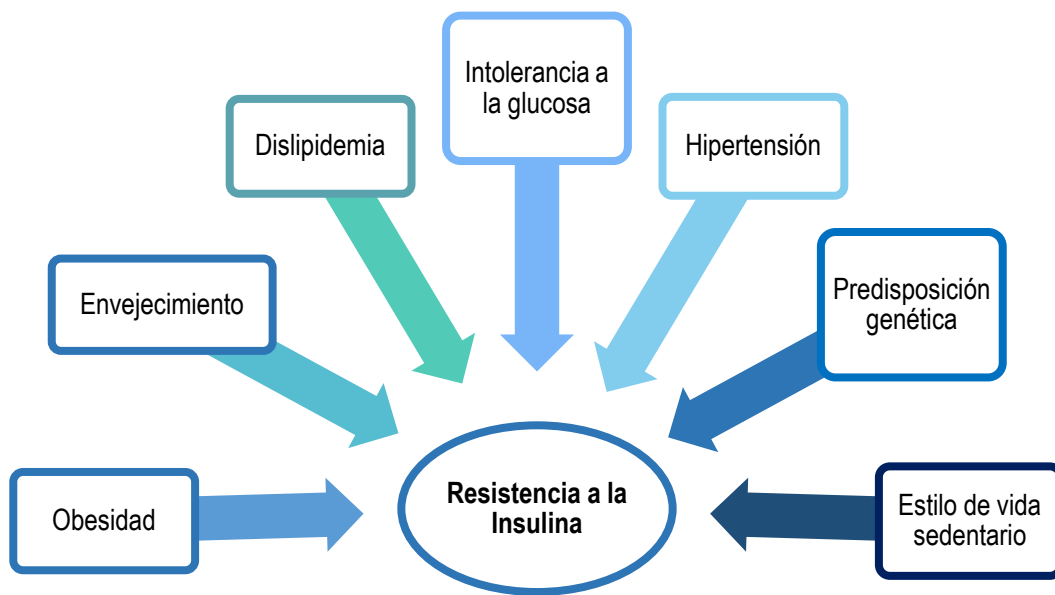 Intolerancia a
la glucosa
Dislipidemia
Hipertensión
Envejecimiento
Predisposición
genética
Obesidad
Resistencia a la
Insulina
Estilo de vida
sedentario